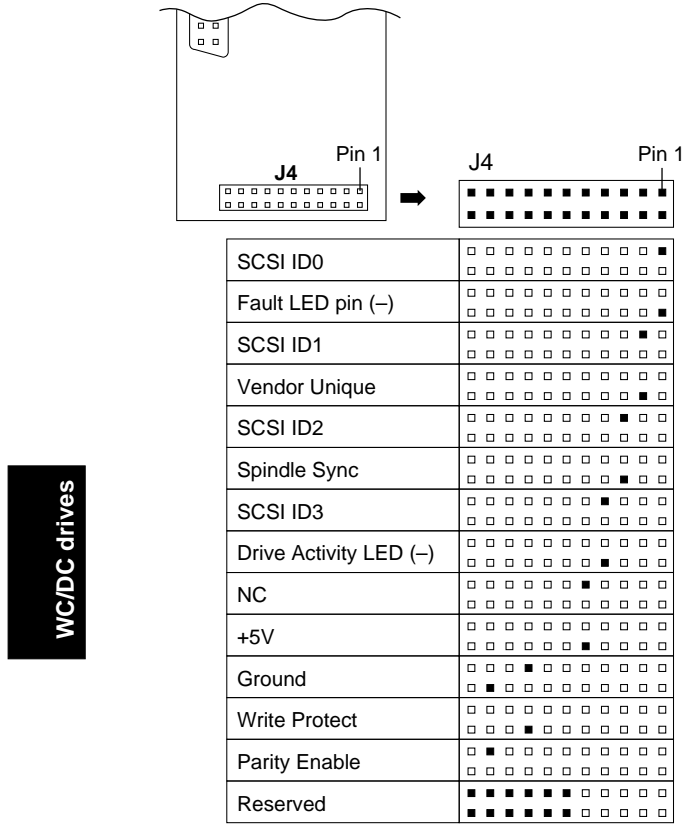 Pin 1
J4
J4
Pin 1
SCSI ID0
Fault LED pin (–)
SCSI ID1
Vendor Unique
SCSI ID2
Spindle Sync
SCSI ID3
Drive Activity LED (–)
NC
+5V
Ground
Write Protect
Parity Enable
Reserved
WC/DC drives